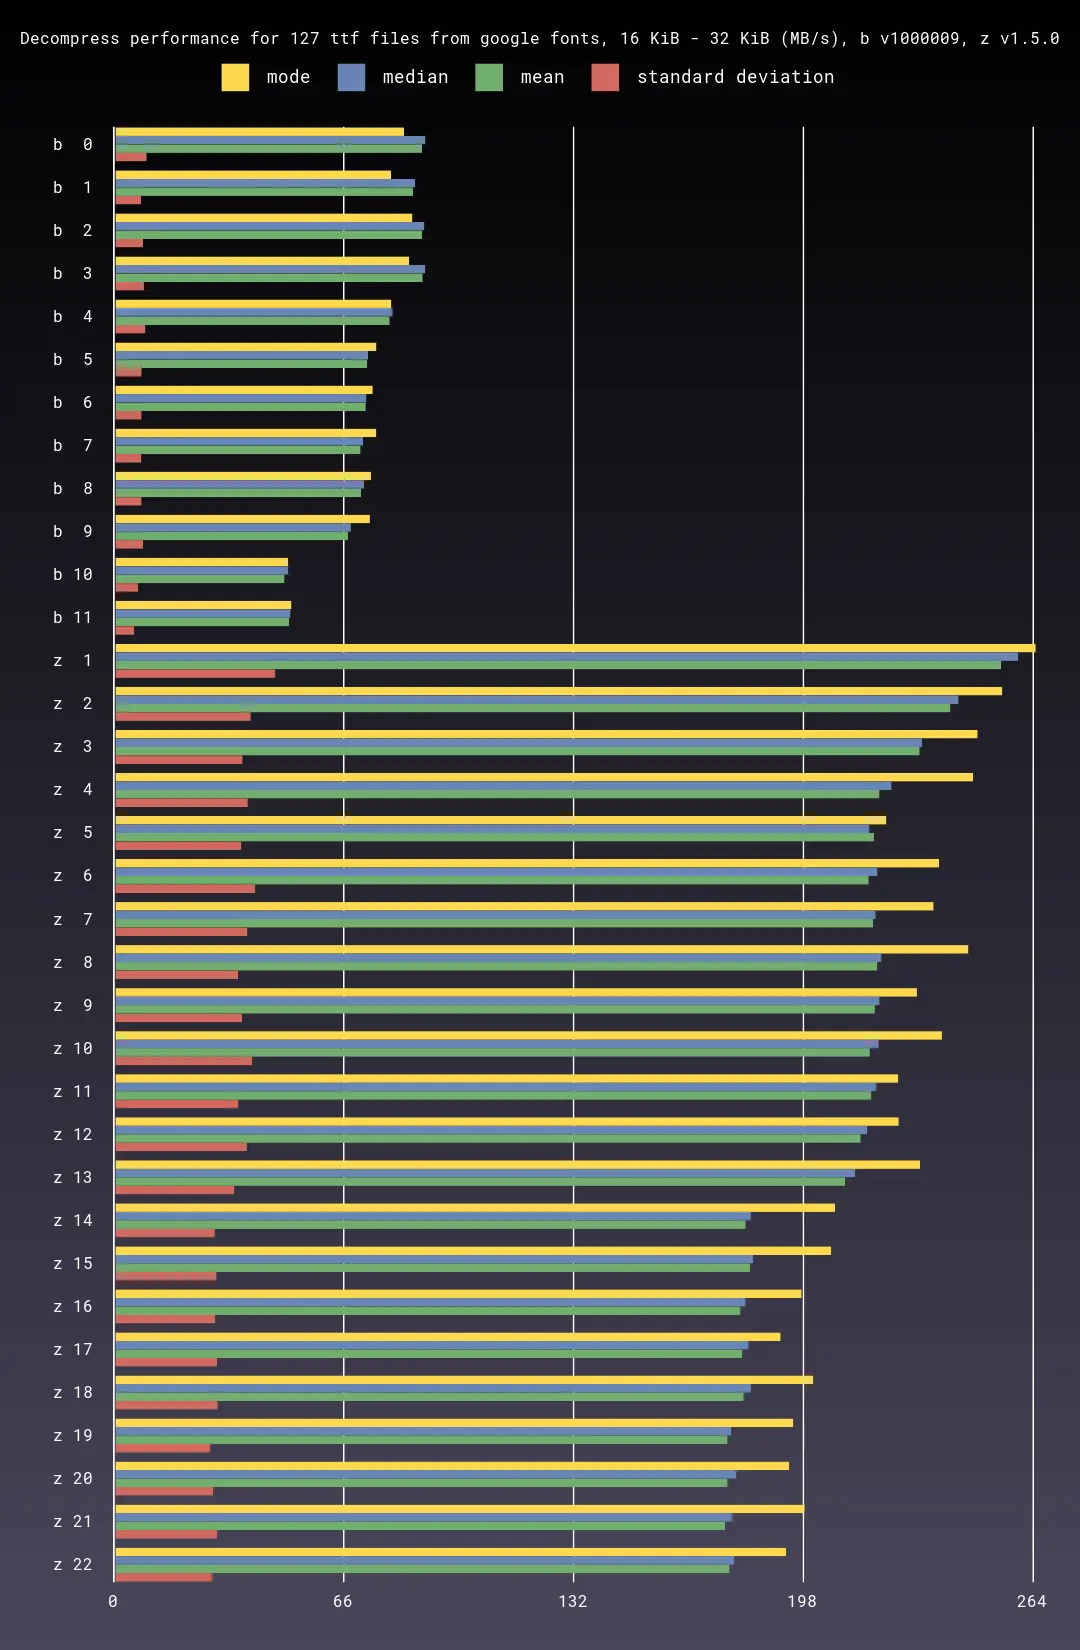 Decompress performance for 127 ttf files from google fonts, 16 KiB - 32 KiB (MB/s), b v1000009, z v1.5.0
mode median mean standard deviation
b 0
b 1
b 2
b 3
b 4
b 5
b 6
b 7
b 8
b 9
b 10
b 11
z 1
z 2
z 3
z 4
z 5
z 6
z 7
z 8
z 9
z 10
z 11
z 12
z 13
z 14
z 15
z 16
z 17
z 18
z 19
z 20
z 21
z 22
0 66 132 198 264